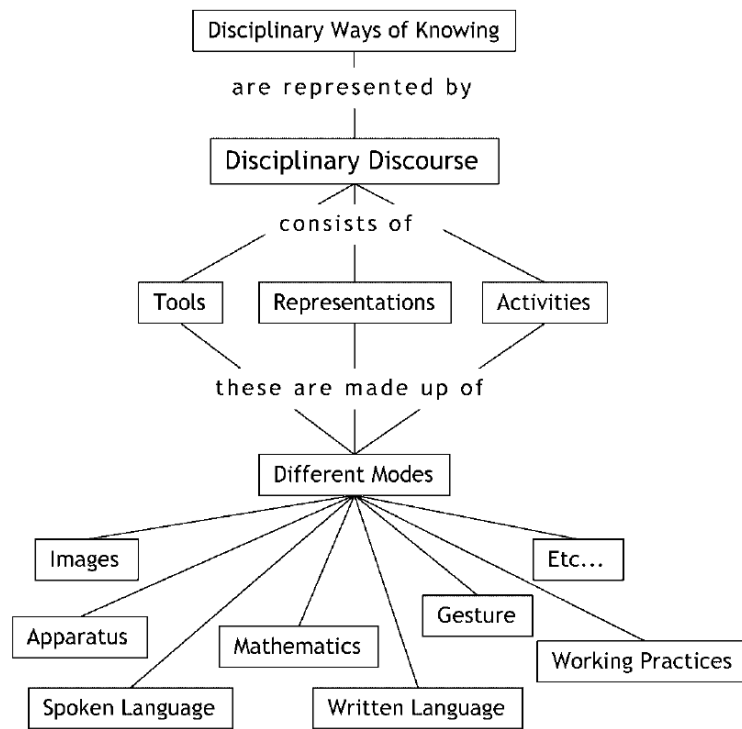 Disciplinary Ways of Knowing
are represented by
Disciplinary Discourse
consists of
Tools
Representations
Activities
these are made up of
Different Modes
Images
Etc...
Apparatus
Mathematics
Gesture
Working Practices
Spoken Language
Written Language